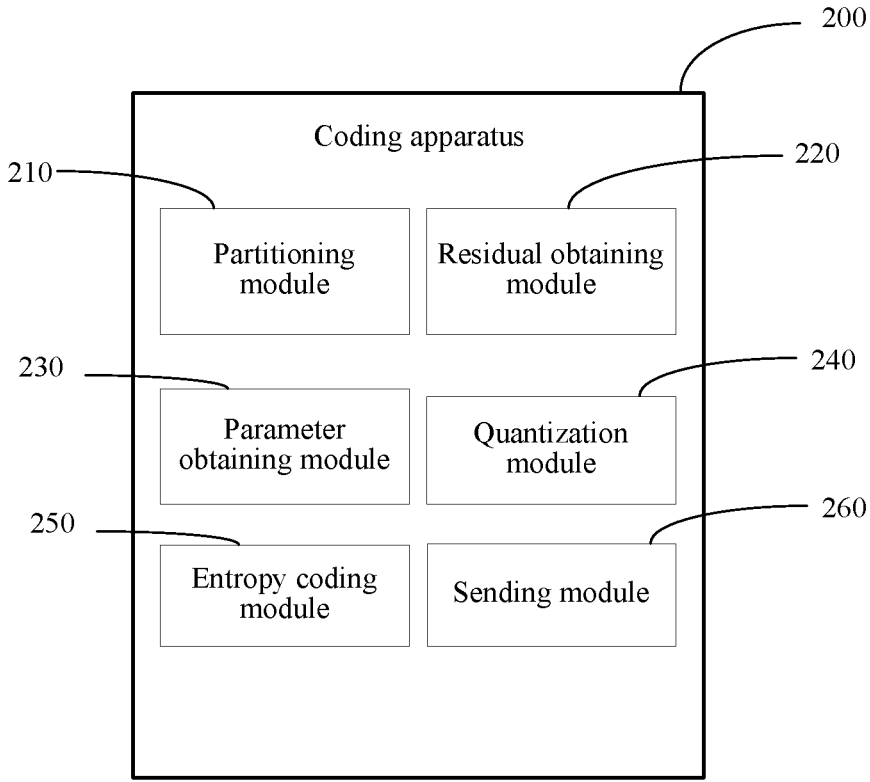 200
Coding apparatus
210
220
Partitioning
module
Residual obtaining
module
230
240
Parameter
obtaining module
Quantization
module
250
260
Entropy coding
module
Sending module